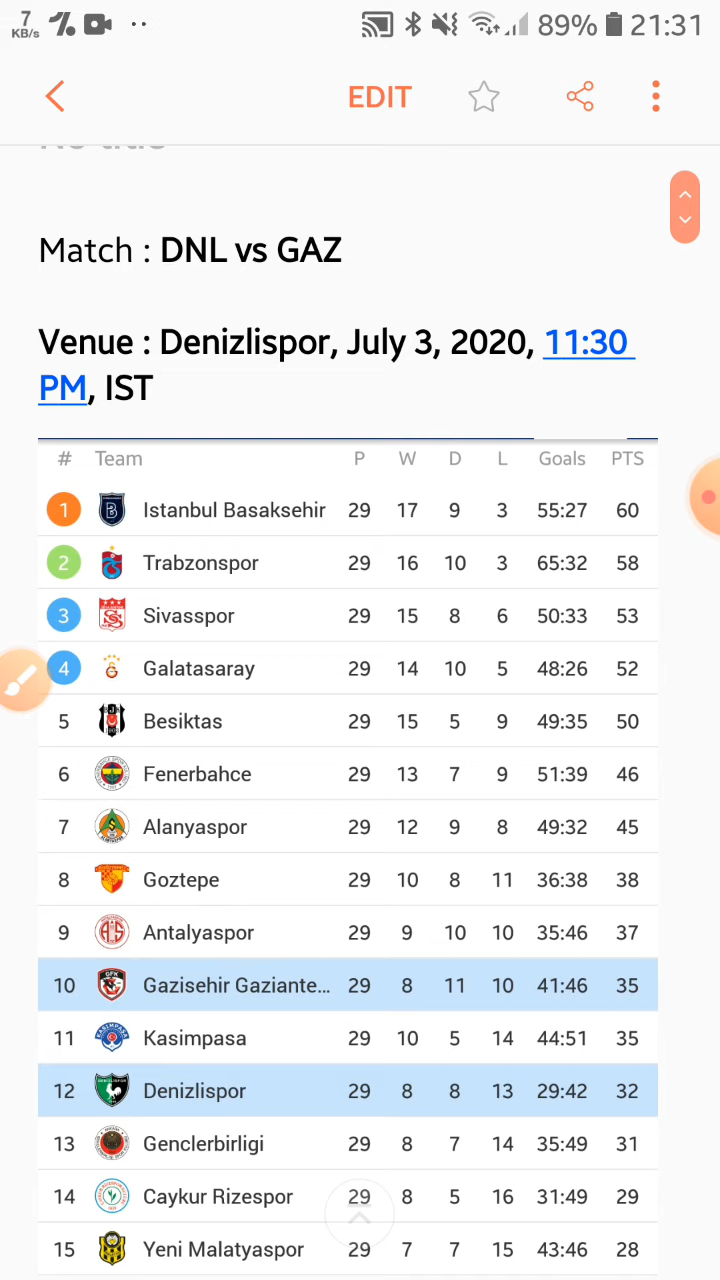 7
KB/s
89%
21:31
EDIT
No title
Match : DNL vs GAZ
Venue : Denizlispor, July 3, 2020, 11:30
PM, IST
# Team P W D L Goals PTS
1 Istanbul Basaksehir 29 17 9 3 55:27 60
2 Trabzonspor 29 16 10 3 65:32 58
3 Sivasspor 29 15 8 6 50:33 53
4 Galatasaray 29 14 10 5 48:26 52
5 Besiktas 29 15 5 9 49:35 50
6 Fenerbahce 29 13 7 9 51:39 46
7 Alanyaspor 29 12 9 8 49:32 45
8 Goztepe 29 10 8 11 36:38 38
9 Antalyaspor 29 9 10 10 35:46 37
10 Gazisehir Gaziante... 29 8 11 10 41:46 35
11 Kasimpasa 29 10 5 14 44:51 35
12 Denizlispor 29 8 8 13 29:42 32
13 Genclerbirligi 29 8 7 14 35:49 31
14 Caykur Rizespor 29 8 5 16 31:49 29
15 Yeni Malatyaspor 29 7 7 15 43:46 28